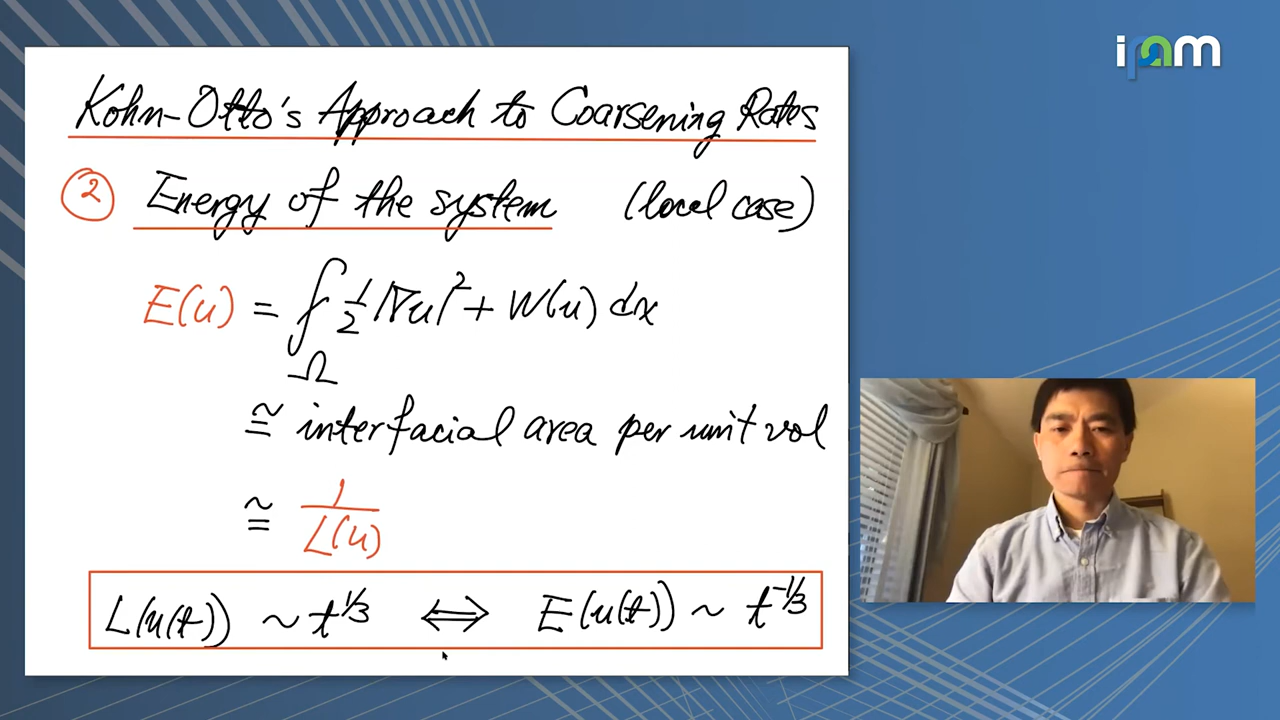 ipam
Kohn-Otto's Approach to Coarsening Rates
② Energy of the system (local case)
E(u) = ⨍ 1/2 |∇u|² + W(u) dx
Ω
≅ interfacial area per unit vol
≅ 1/L(u)
L(u(t)) ~ t^1/3 ⟺ E(u(t)) ~ t^-1/3